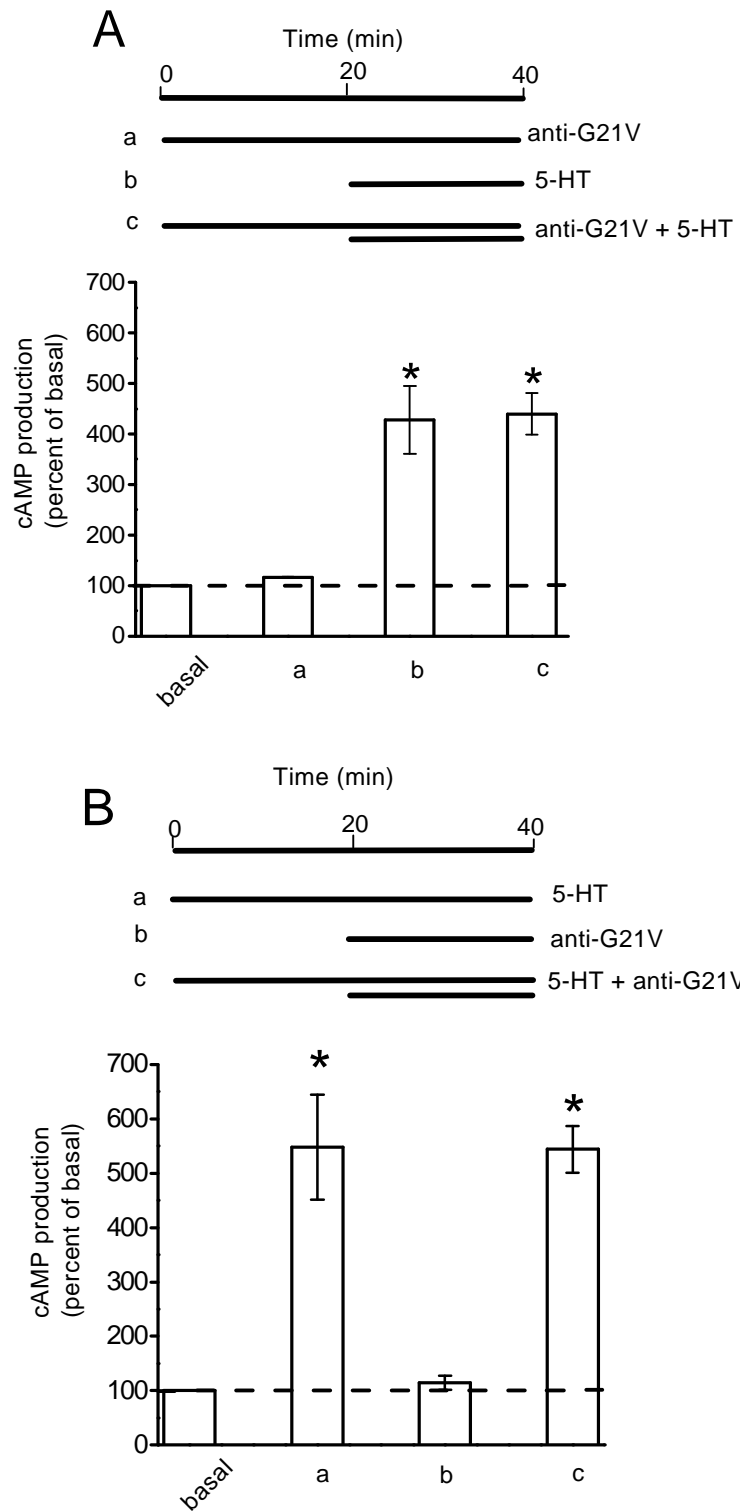 A
Time (min)
0 20 40
a anti-G21V
b 5-HT
c anti-G21V + 5-HT
cAMP production
(percent of basal)
700
600
500
400
300
200
100
0
* *
basal a b c
B
Time (min)
0 20 40
a 5-HT
b anti-G21V
c 5-HT + anti-G21V
cAMP production
(percent of basal)
700
600
500
400
300
200
100
0
* *
basal a b c